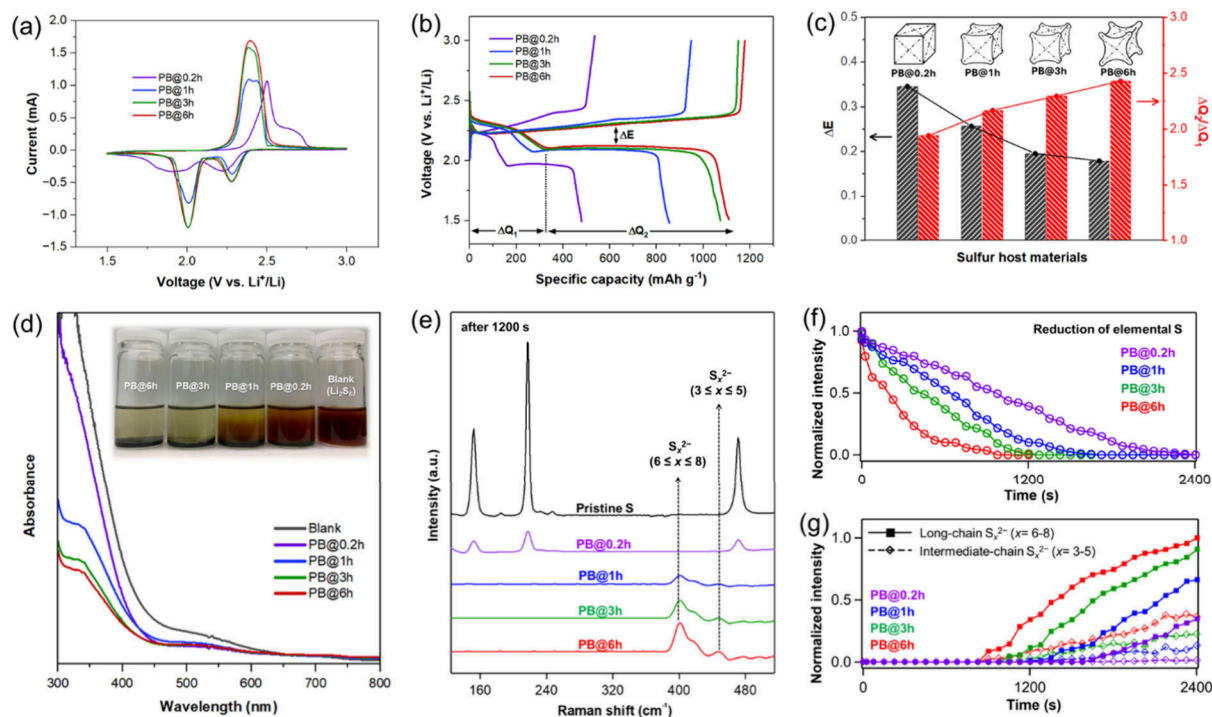 (a)
PB@0.2h
PB@1h
PB@3h
PB@6h
Current (mA)
2.0
1.5
1.0
0.5
0.0
−0.5
−1.0
−1.5
1.5
2.0
2.5
3.0
Voltage (V vs. Li⁺/Li)
(b)
PB@0.2h
PB@1h
PB@3h
PB@6h
Voltage (V vs. Li⁺/Li)
3.0
2.5
2.0
1.5
ΔE
ΔQ₁
ΔQ₂
0 200 400 600 800 1000 1200
Specific capacity (mAh g⁻¹)
(c)
ΔE
0.5
0.4
0.3
0.2
0.1
0.0
PB@0.2h PB@1h PB@3h PB@6h
3.0
2.5
2.0
1.5
1.0
ΔQ₂/ΔQ₁
Sulfur host materials
(d)
PB@6h PB@3h PB@1h PB@0.2h Blank
(Li₂S₆)
Absorbance
Blank
PB@0.2h
PB@1h
PB@3h
PB@6h
300 400 500 600 700 800
Wavelength (nm)
(e)
after 1200 s
Sₓ²⁻
(3 ≤ x ≤ 5)
Sₓ²⁻
(6 ≤ x ≤ 8)
Pristine S
PB@0.2h
PB@1h
PB@3h
PB@6h
Intensity (a.u.)
160 240 320 400 480
Raman shift (cm⁻¹)
(f)
Reduction of elemental S
PB@0.2h
PB@1h
PB@3h
PB@6h
Normalized intensity
1.0
0.5
0.0
0 1200 2400
Time (s)
(g)
Long-chain Sₓ²⁻ (x= 6-8)
Intermediate-chain Sₓ²⁻ (x= 3-5)
PB@0.2h
PB@1h
PB@3h
PB@6h
Normalized intensity
1.0
0.5
0.0
0 1200 2400
Time (s)